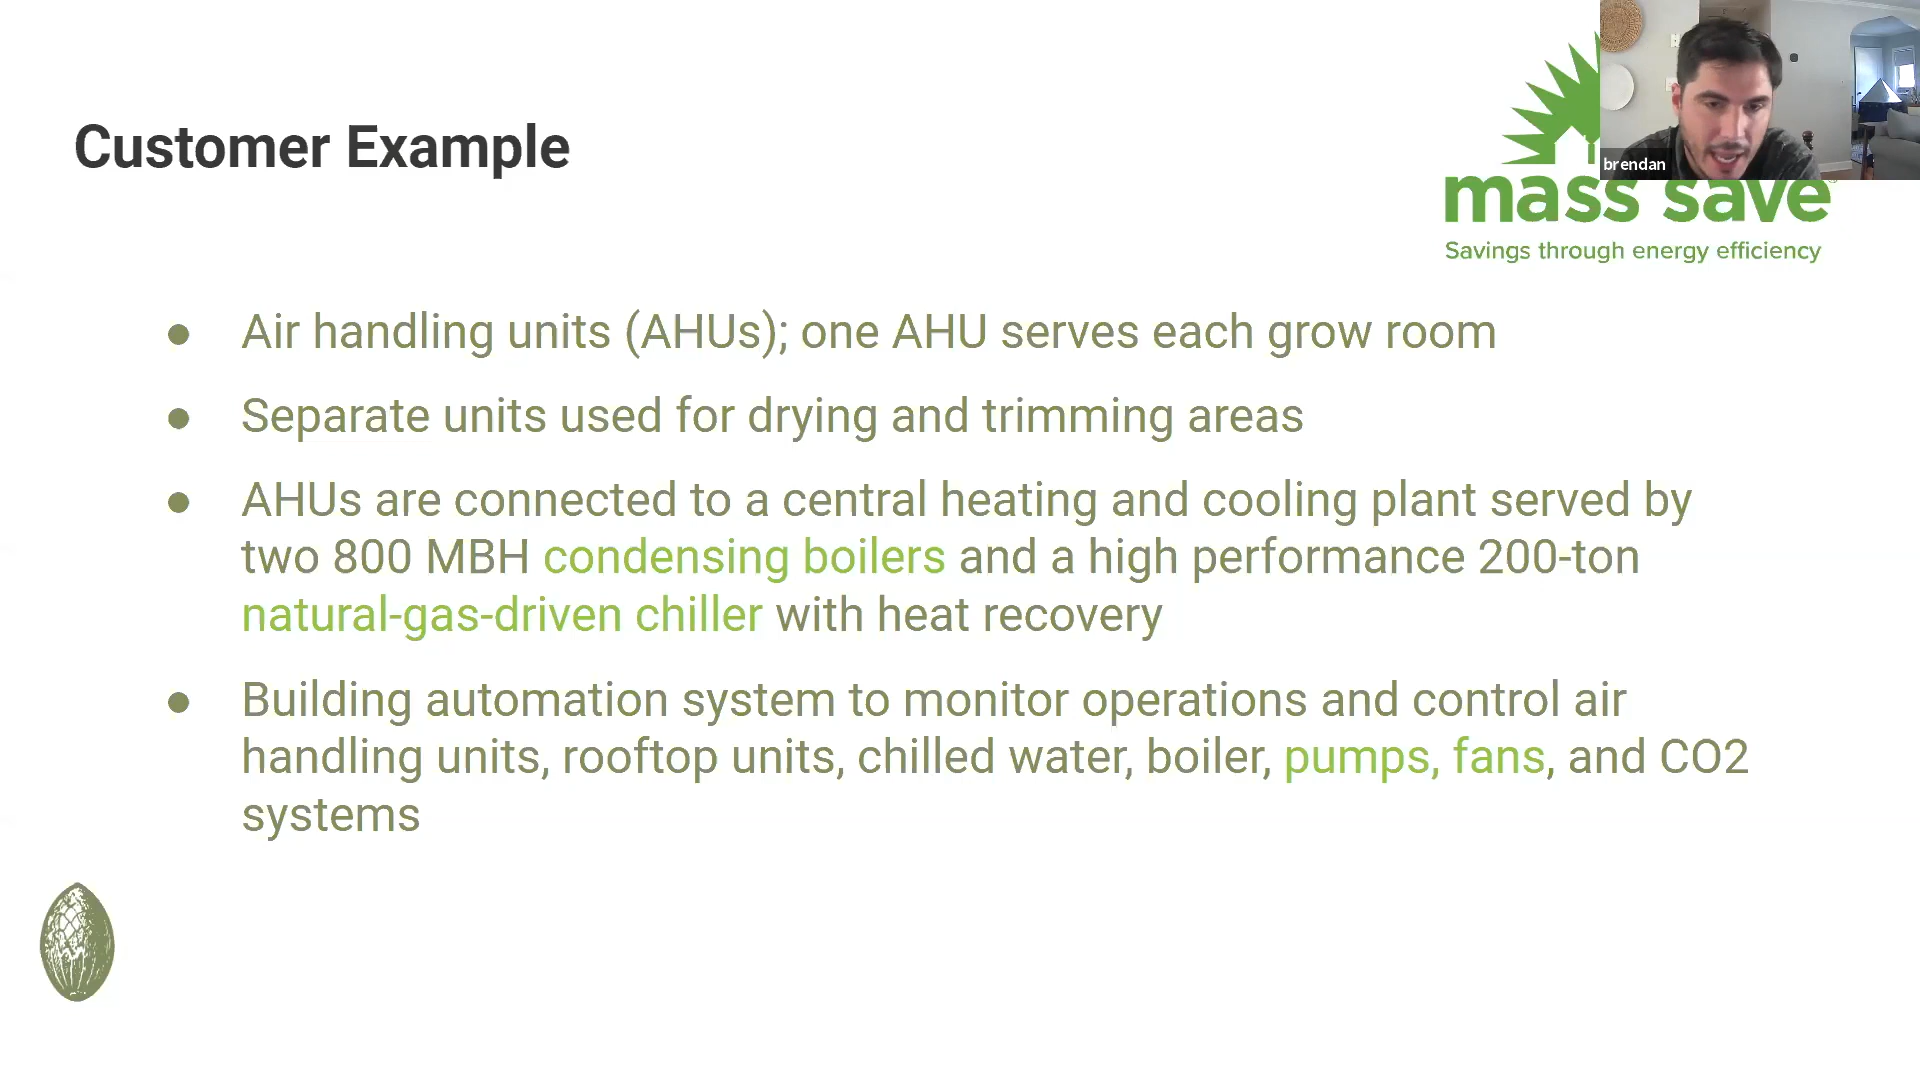 Customer Example
brendan
mass save
Savings through energy efficiency
● Air handling units (AHUs); one AHU serves each grow room
● Separate units used for drying and trimming areas
● AHUs are connected to a central heating and cooling plant served by
two 800 MBH condensing boilers and a high performance 200-ton
natural-gas-driven chiller with heat recovery
● Building automation system to monitor operations and control air
handling units, rooftop units, chilled water, boiler, pumps, fans, and CO2
systems